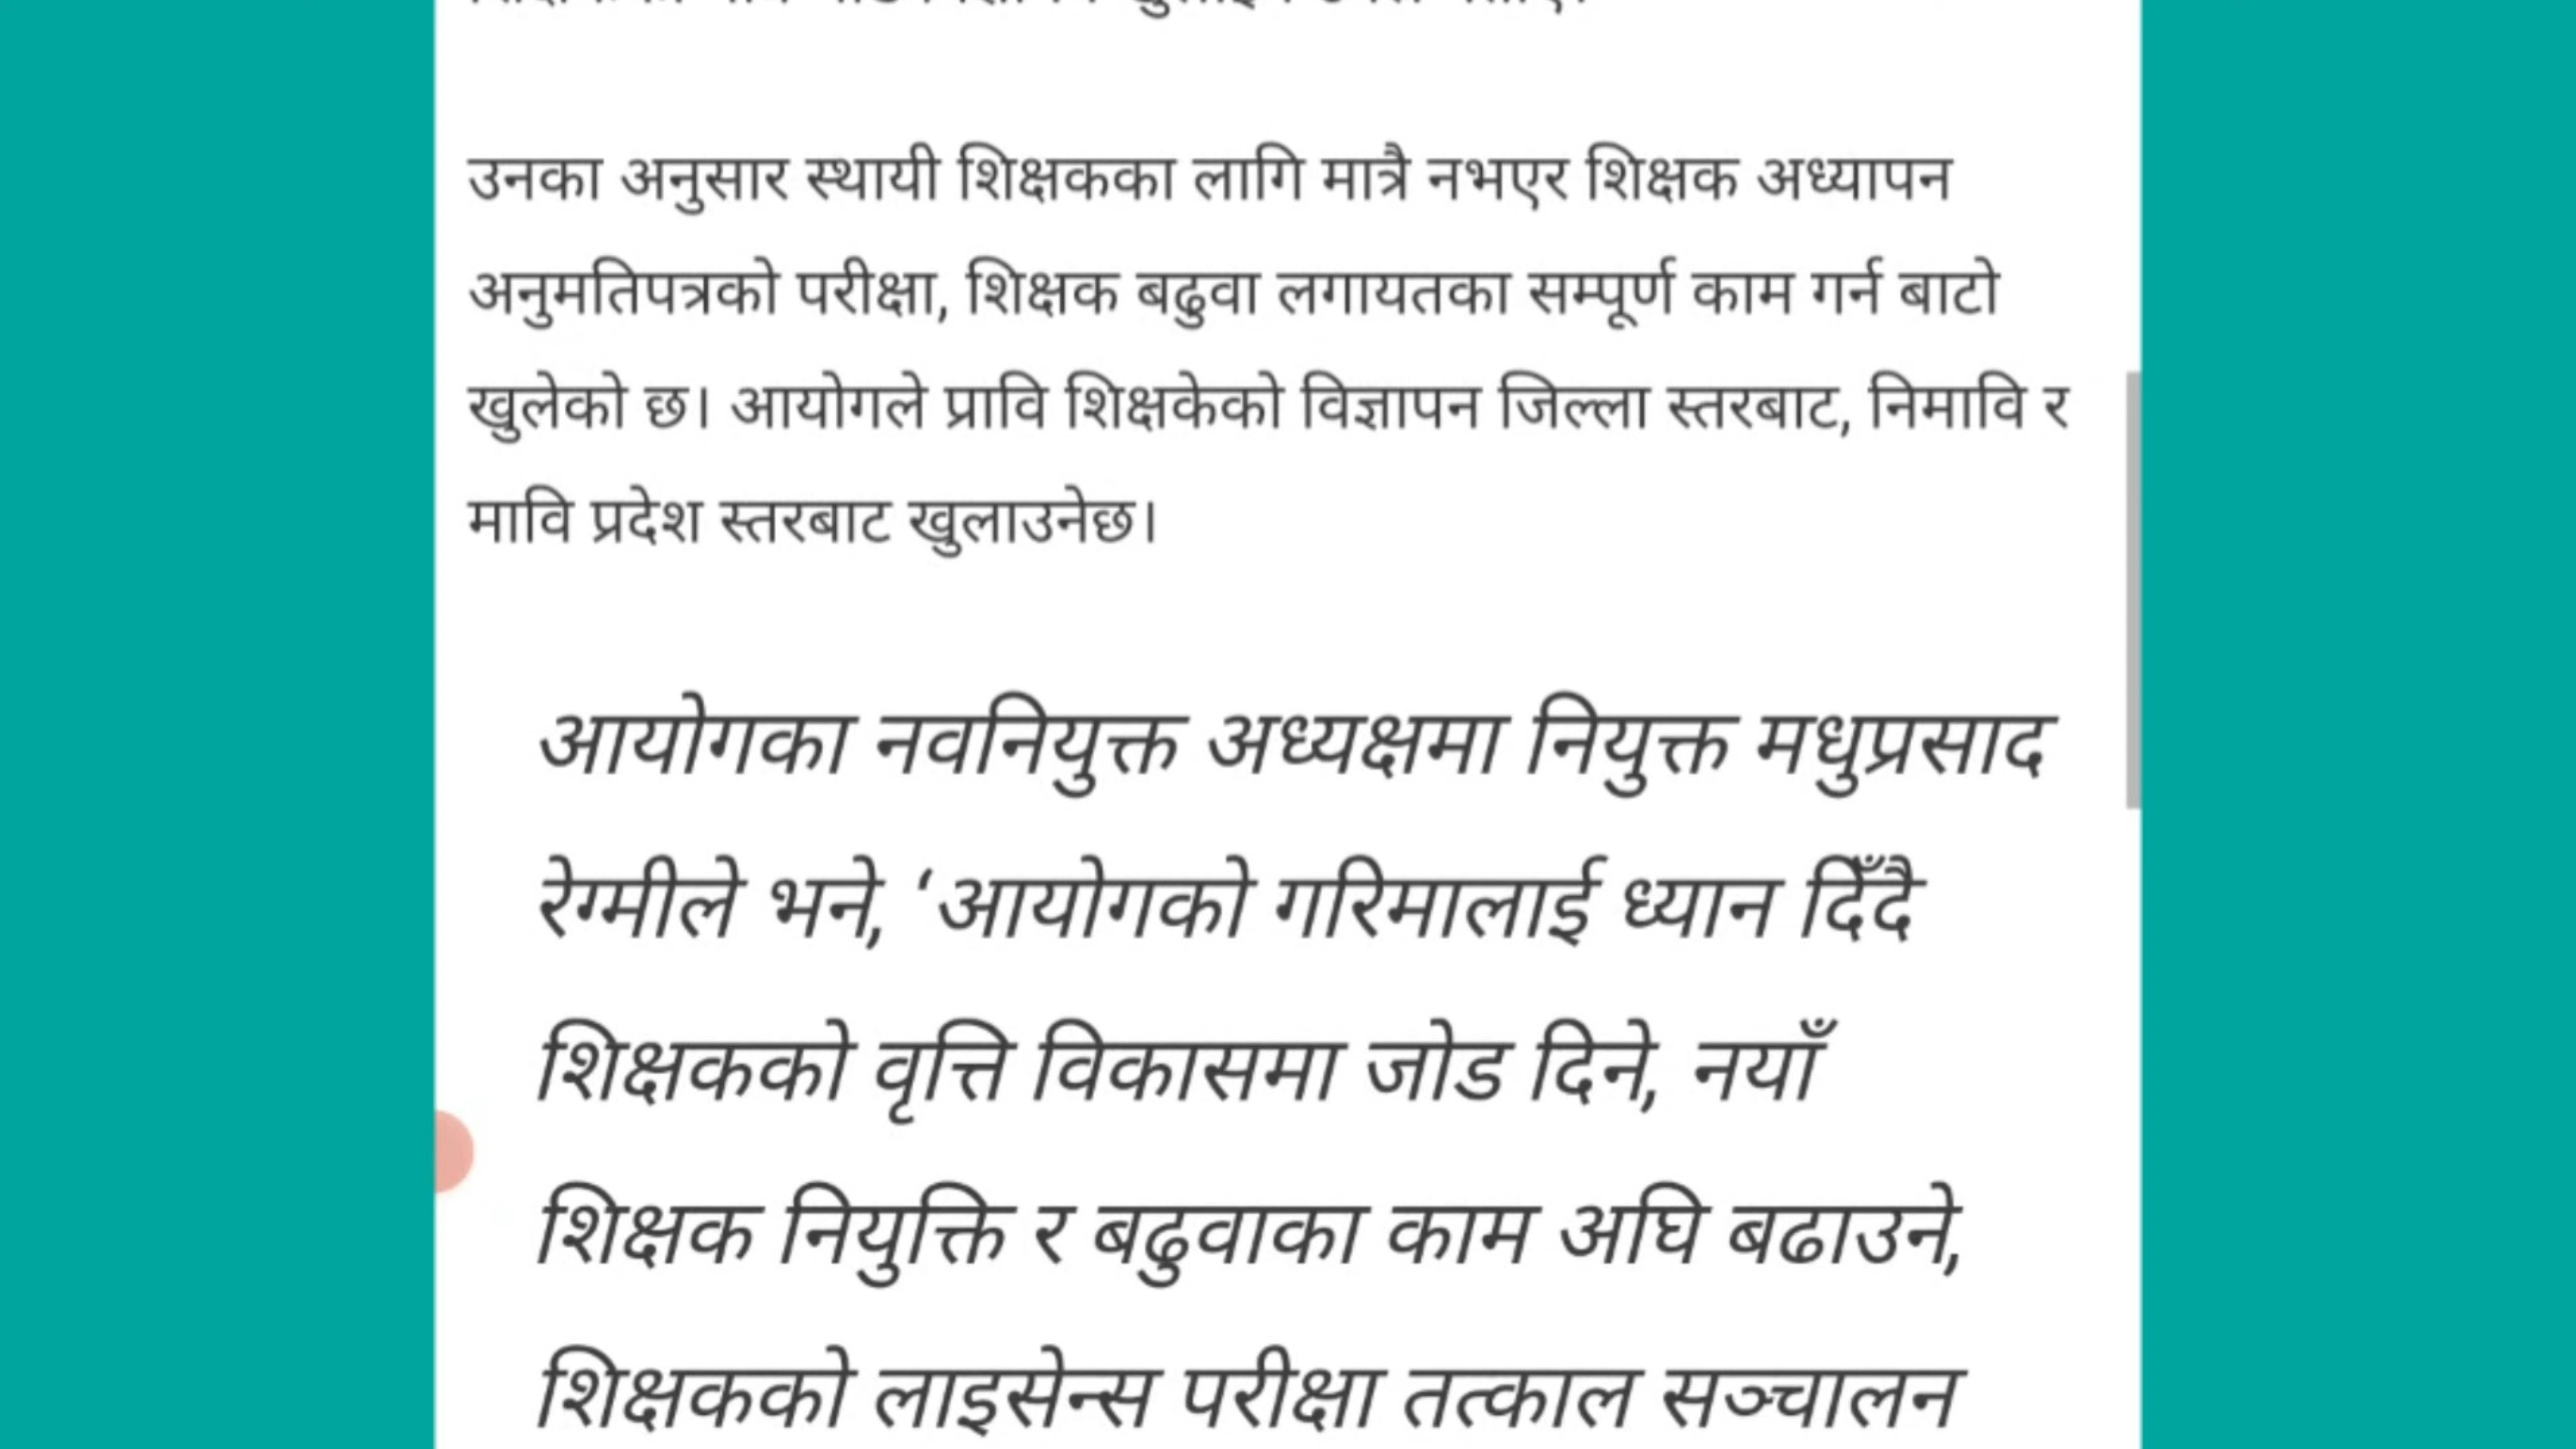 उनका अनुसार स्थायी शिक्षकका लागि मात्रै नभएर शिक्षक अध्यापन
अनुमतिपत्रको परीक्षा, शिक्षक बढुवा लगायतका सम्पूर्ण काम गर्न बाटो
खुलेको छ। आयोगले प्रावि शिक्षकेको विज्ञापन जिल्ला स्तरबाट, निमावि र
मावि प्रदेश स्तरबाट खुलाउनेछ।
आयोगका नवनियुक्त अध्यक्षमा नियुक्त मधुप्रसाद
रेग्मीले भने, ‘आयोगको गरिमालाई ध्यान दिँदै
शिक्षकको वृत्ति विकासमा जोड दिने, नयाँ
शिक्षक नियुक्ति र बढुवाका काम अघि बढाउने,
शिक्षकको लाइसेन्स परीक्षा तत्काल सञ्चालन